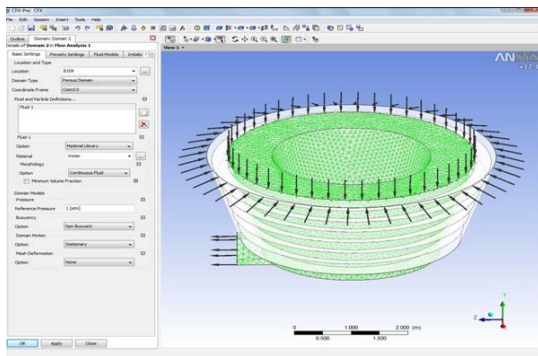 CFX-Pre: CFX
File Edit Session Insert Tools Help
Outline Domain: Domain 2
Details of Domain 2 in Flow Analysis 1
Basic Settings Porosity Settings Fluid Models Initialis
Location and Type
Location B109
Domain Type Porous Domain
Coordinate Frame Coord 0
Fluid and Particle Definitions...
Fluid 1
Fluid 1
Option Material Library
Material Water
Morphology
Option Continuous Fluid
Minimum Volume Fraction
Domain Models
Pressure
Reference Pressure 1 [atm]
Buoyancy
Option Non Buoyant
Domain Motion
Option Stationary
Mesh Deformation
Option None
OK Apply Close
View 1
ANSYS
v12
Y
Z
0 1.000 2.000 (m)
0.500 1.500